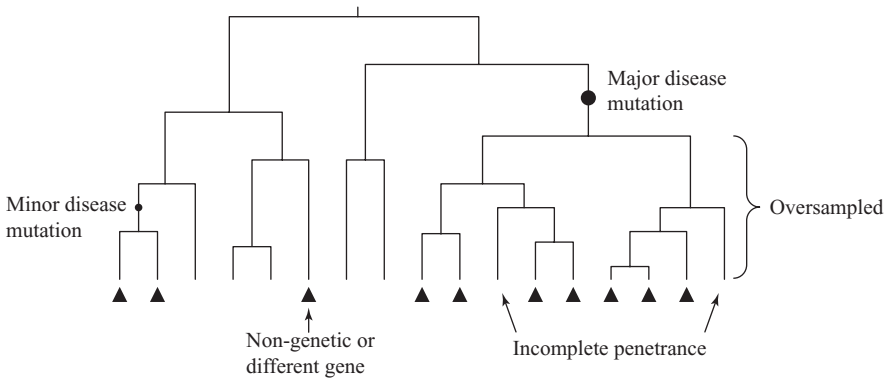 Major disease
mutation
Minor disease
mutation
Oversampled
Non-genetic or
different gene
Incomplete penetrance